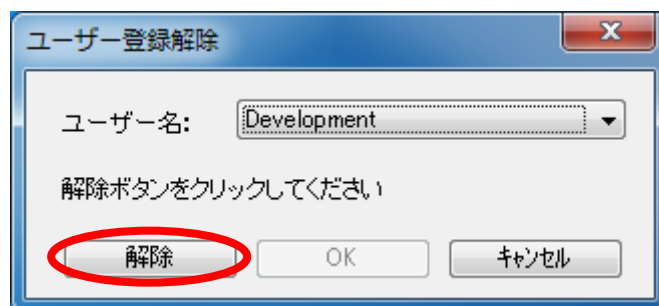 ユーザー登録解除
ユーザー名: Development
解除ボタンをクリックしてください
解除 OK キャンセル